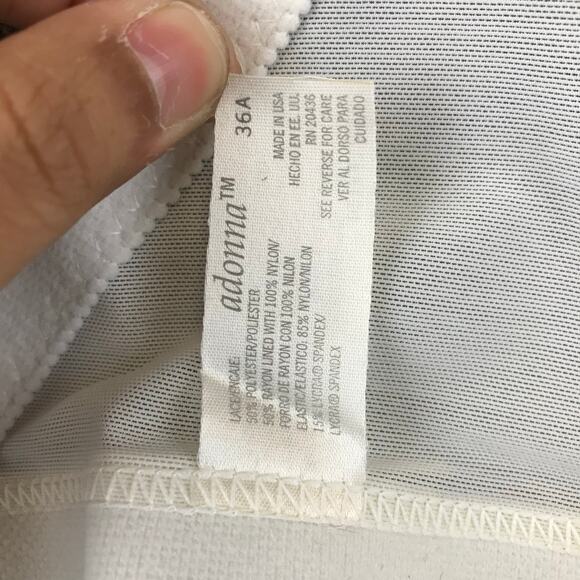 36A
adonna™
MADE IN USA
HECHO EN EE. UU.
RN 20436
SEE REVERSE FOR CARE
VER AL DORSO PARA
CUIDADO
LACE/ENCAJE:
50% POLYESTER/POLIESTER
50% RAYON LINED WITH 100% NYLON/
FORRO DE RAYON CON 100% NILON
ELASTIC/ELASTICO: 85% NYLON/NILON
15% LYCRA® SPANDEX/
LYCRA® SPANDEX